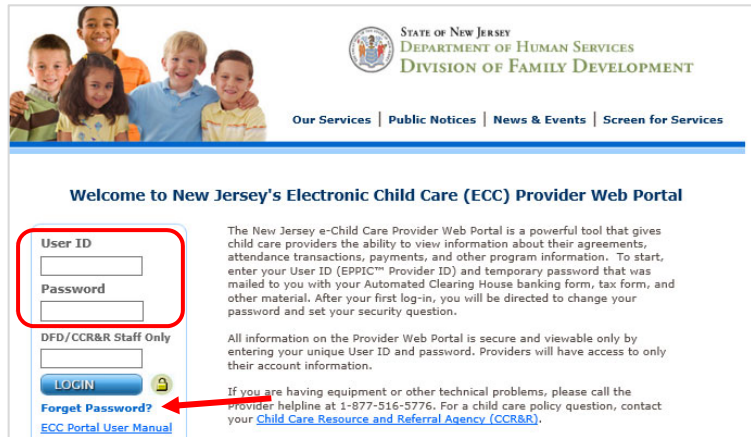 STATE OF NEW JERSEY
DEPARTMENT OF HUMAN SERVICES
DIVISION OF FAMILY DEVELOPMENT
Our Services | Public Notices | News & Events | Screen for Services
Welcome to New Jersey's Electronic Child Care (ECC) Provider Web Portal
User ID
Password
DFD/CCR&R Staff Only
LOGIN
Forget Password?
ECC Portal User Manual
The New Jersey e-Child Care Provider Web Portal is a powerful tool that gives
child care providers the ability to view information about their agreements,
attendance transactions, payments, and other program information. To start,
enter your User ID (EPPIC™ Provider ID) and temporary password that was
mailed to you with your Automated Clearing House banking form, tax form, and
other material. After your first log-in, you will be directed to change your
password and set your security question.
All information on the Provider Web Portal is secure and viewable only by
entering your unique User ID and password. Providers will have access to only
their account information.
If you are having equipment or other technical problems, please call the
Provider helpline at 1-877-516-5776. For a child care policy question, contact
your Child Care Resource and Referral Agency (CCR&R).